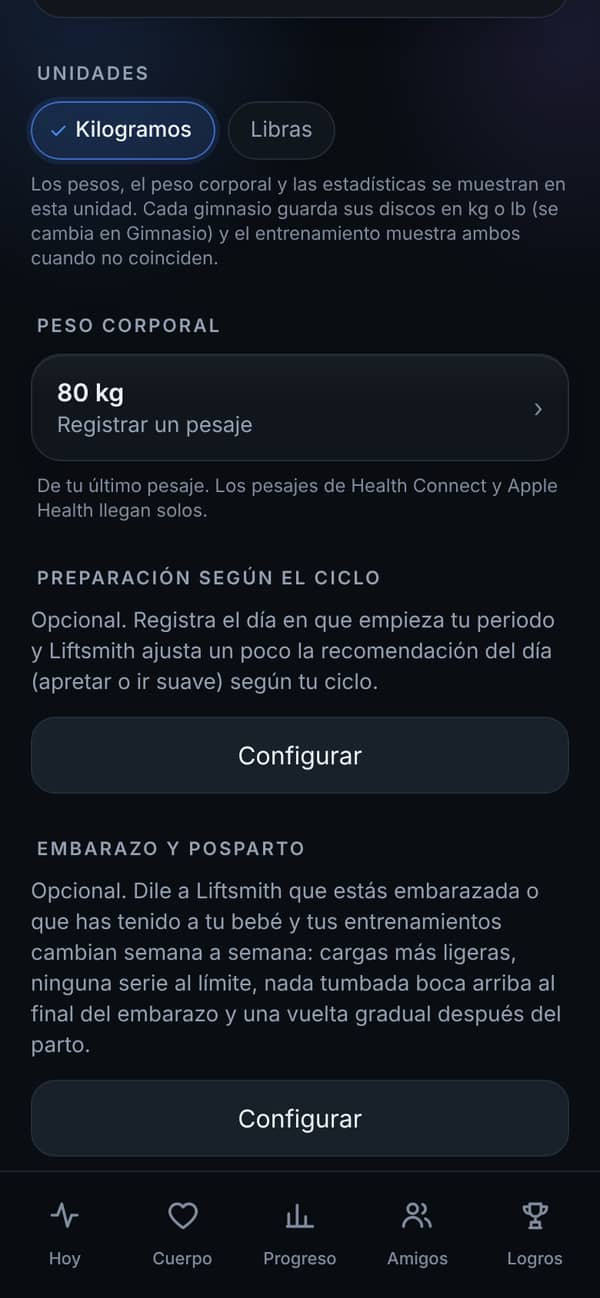 UNIDADES
Kilogramos
Libras
Los pesos, el peso corporal y las estadísticas se muestran en
esta unidad. Cada gimnasio guarda sus discos en kg o lb (se
cambia en Gimnasio) y el entrenamiento muestra ambos
cuando no coinciden.
PESO CORPORAL
80 kg
Registrar un pesaje
De tu último pesaje. Los pesajes de Health Connect y Apple
Health llegan solos.
PREPARACIÓN SEGÚN EL CICLO
Opcional. Registra el día en que empieza tu periodo
y Liftsmith ajusta un poco la recomendación del día
(apretar o ir suave) según tu ciclo.
Configurar
EMBARAZO Y POSPARTO
Opcional. Dile a Liftsmith que estás embarazada o
que has tenido a tu bebé y tus entrenamientos
cambian semana a semana: cargas más ligeras,
ninguna serie al límite, nada tumbada boca arriba al
final del embarazo y una vuelta gradual después del
parto.
Configurar
Hoy
Cuerpo
Progreso
Amigos
Logros